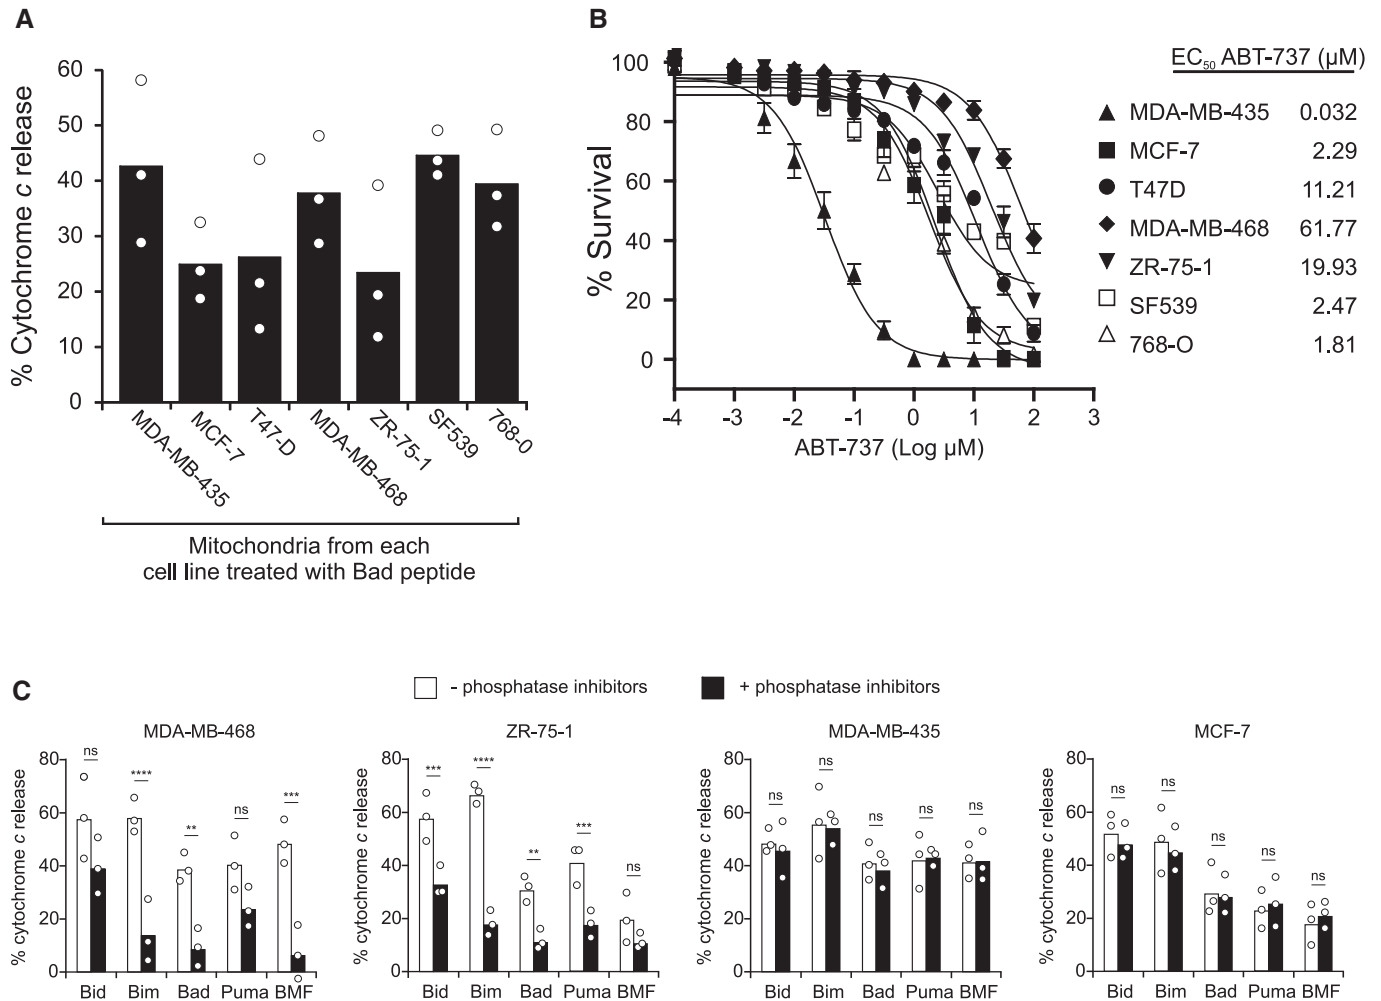 A
% Cytochrome c release
60
50
40
30
20
10
0
MDA-MB-435
MCF-7
T47-D
MDA-MB-468
ZR-75-1
SF539
768-0
Mitochondria from each
cell line treated with Bad peptide
B
% Survival
100
80
60
40
20
0
-4 -3 -2 -1 0 1 2 3
ABT-737 (Log µM)
EC50 ABT-737 (µM)
MDA-MB-435 0.032
MCF-7 2.29
T47D 11.21
MDA-MB-468 61.77
ZR-75-1 19.93
SF539 2.47
768-O 1.81
C
- phosphatase inhibitors
+ phosphatase inhibitors
MDA-MB-468
% cytochrome c release
80
60
40
20
0
ns **** ** ns ***
Bid Bim Bad Puma BMF
ZR-75-1
% cytochrome c release
80
60
40
20
0
*** **** ** *** ns
Bid Bim Bad Puma BMF
MDA-MB-435
% cytochrome c release
80
60
40
20
0
ns ns ns ns ns
Bid Bim Bad Puma BMF
MCF-7
% cytochrome c release
80
60
40
20
0
ns ns ns ns ns
Bid Bim Bad Puma BMF